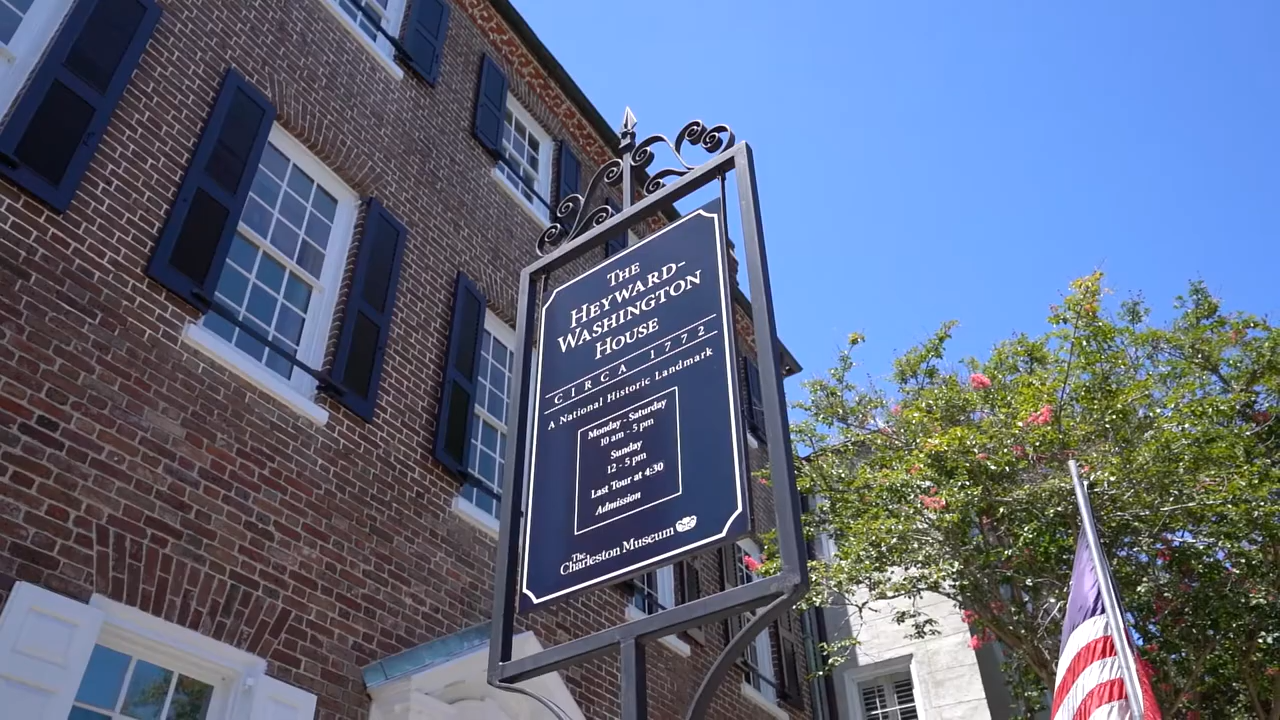 THE
HEYWARD-
WASHINGTON
HOUSE
CIRCA 1772
A National Historic Landmark
Monday - Saturday
10 am - 5 pm
Sunday
12 - 5 pm
Last Tour at 4:30
Admission
The
Charleston Museum